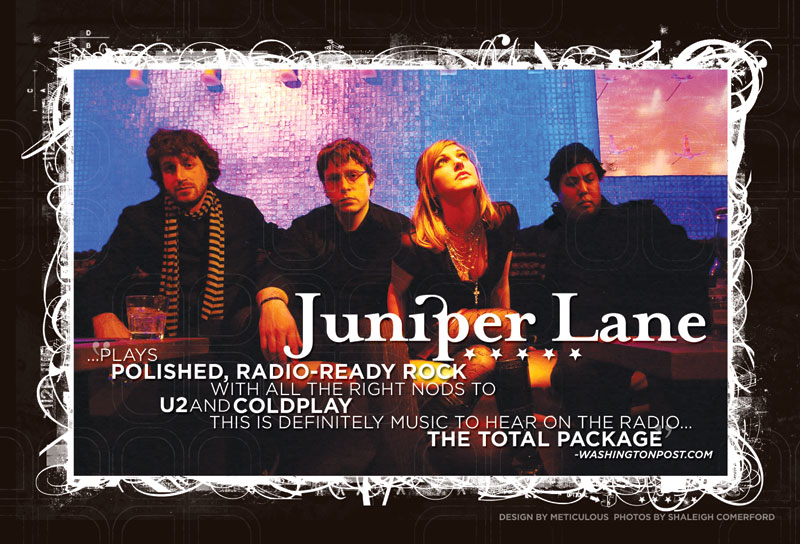 Juniper Lane
“...PLAYS
POLISHED, RADIO-READY ROCK
WITH ALL THE RIGHT NODS TO
U2 AND COLDPLAY
THIS IS DEFINITELY MUSIC TO HEAR ON THE RADIO...
THE TOTAL PACKAGE”
-WASHINGTONPOST.COM
DESIGN BY METICULOUS PHOTOS BY SHALEIGH COMERFORD